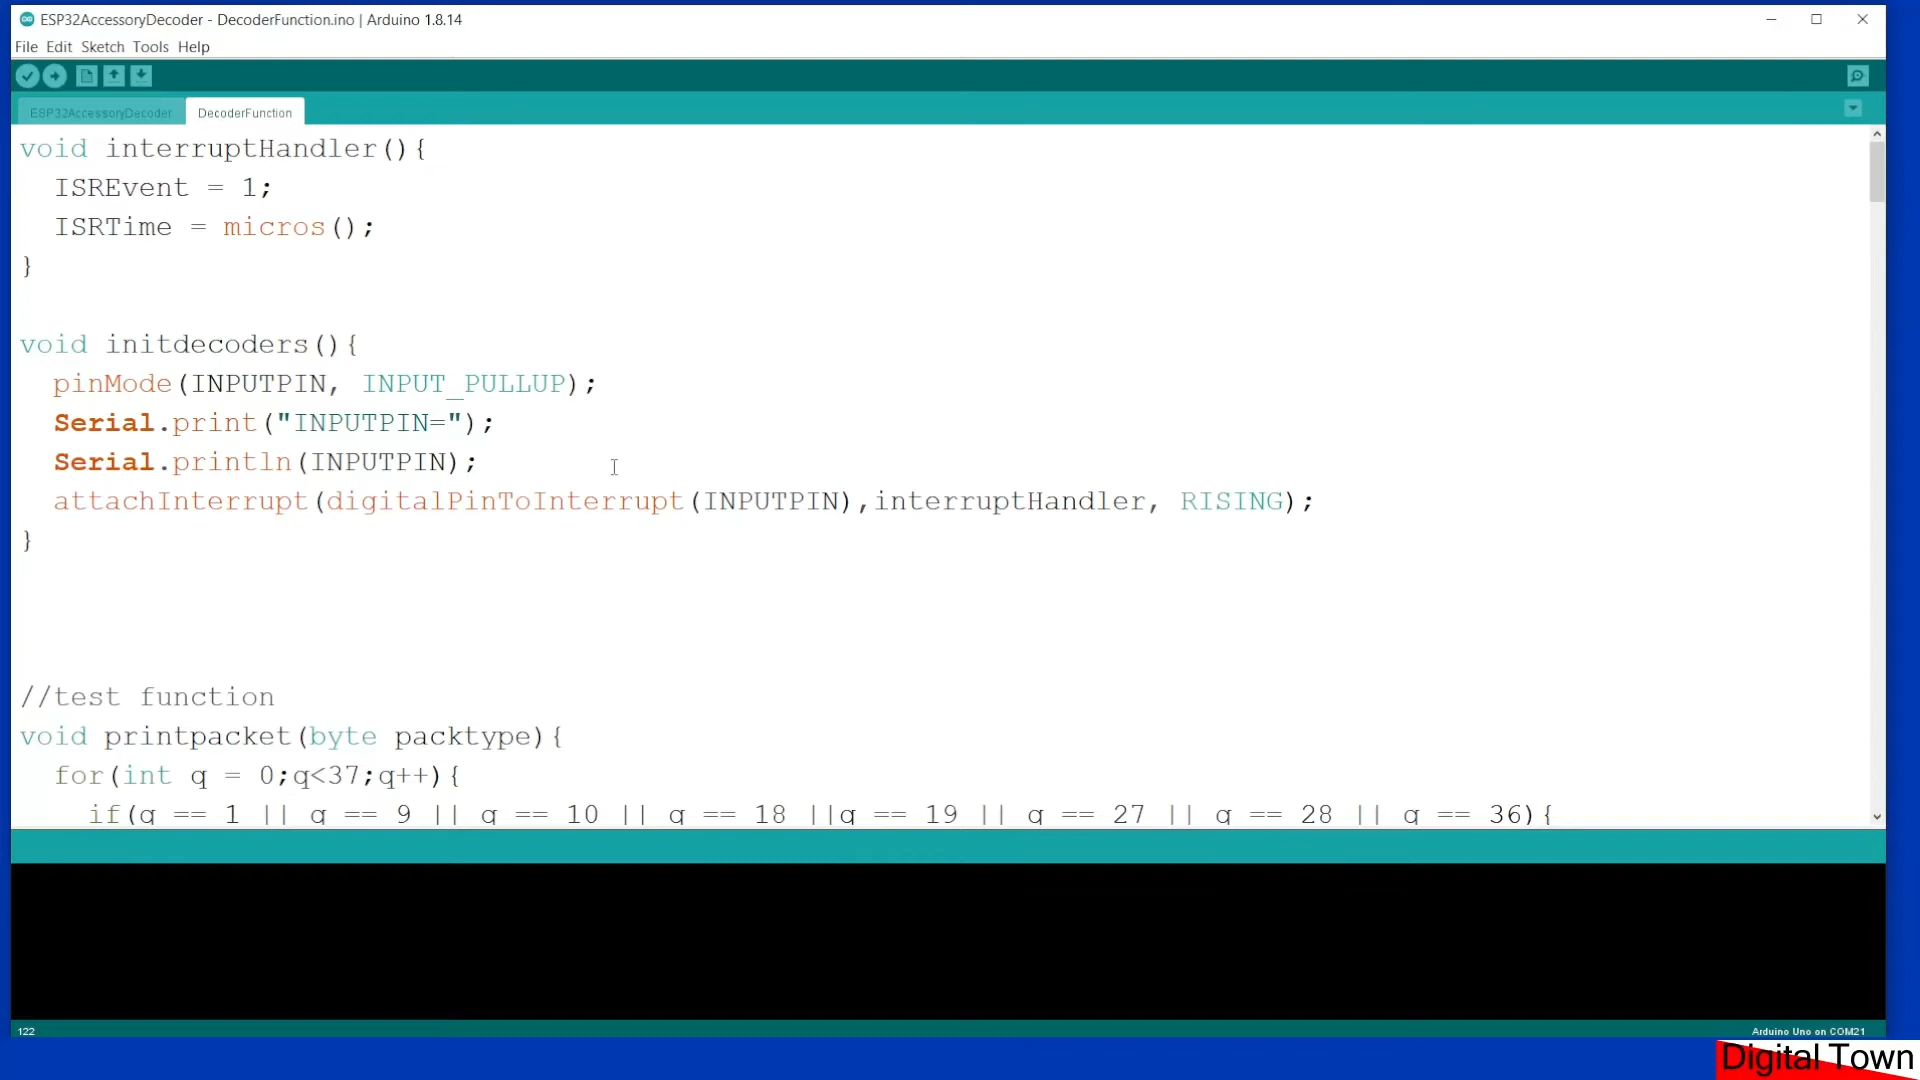 ESP32AccessoryDecoder - DecoderFunction.ino | Arduino 1.8.14
File Edit Sketch Tools Help
ESP32AccessoryDecoder DecoderFunction
void interruptHandler(){
  ISREvent = 1;
  ISRTime = micros();
}
void initdecoders(){
  pinMode(INPUTPIN, INPUT_PULLUP);
  Serial.print("INPUTPIN=");
  Serial.println(INPUTPIN);
  attachInterrupt(digitalPinToInterrupt(INPUTPIN),interruptHandler, RISING);
}
//test function
void printpacket(byte packtype){
  for(int q = 0;q<37;q++){
    if(q == 1 || q == 9 || q == 10 || q == 18 ||q == 19 || q == 27 || q == 28 || q == 36){
122
Arduino Uno on COM21
Digital Town